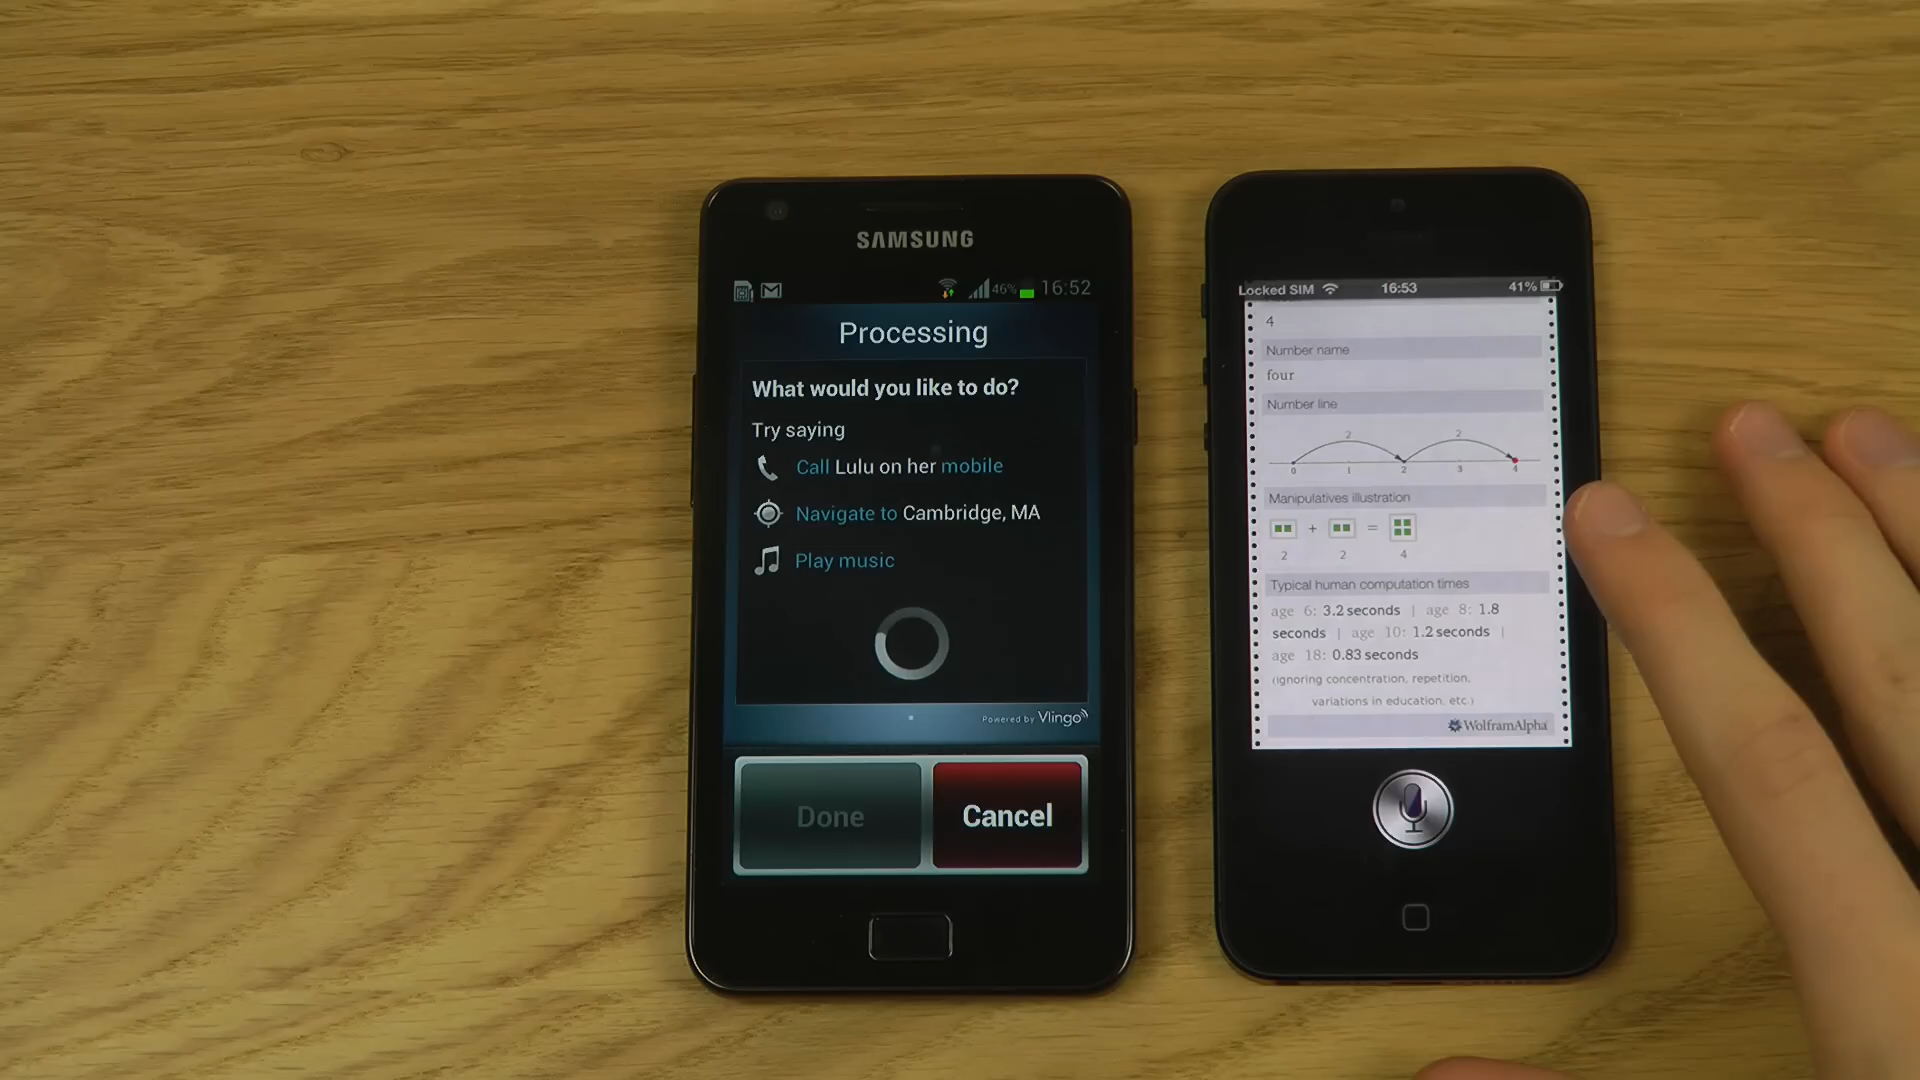 SAMSUNG
46% 16:52
Processing
What would you like to do?
Try saying
Call Lulu on her mobile
Navigate to Cambridge, MA
Play music
Powered by Vlingo
Done
Cancel
Locked SIM 16:53 41%
4
Number name
four
Number line
2 2
0 1 2 3 4
Manipulatives illustration
+ =
2 2 4
Typical human computation times
age 6: 3.2 seconds | age 8: 1.8
seconds | age 10: 1.2 seconds |
age 18: 0.83 seconds
(ignoring concentration, repetition,
variations in education, etc.)
WolframAlpha